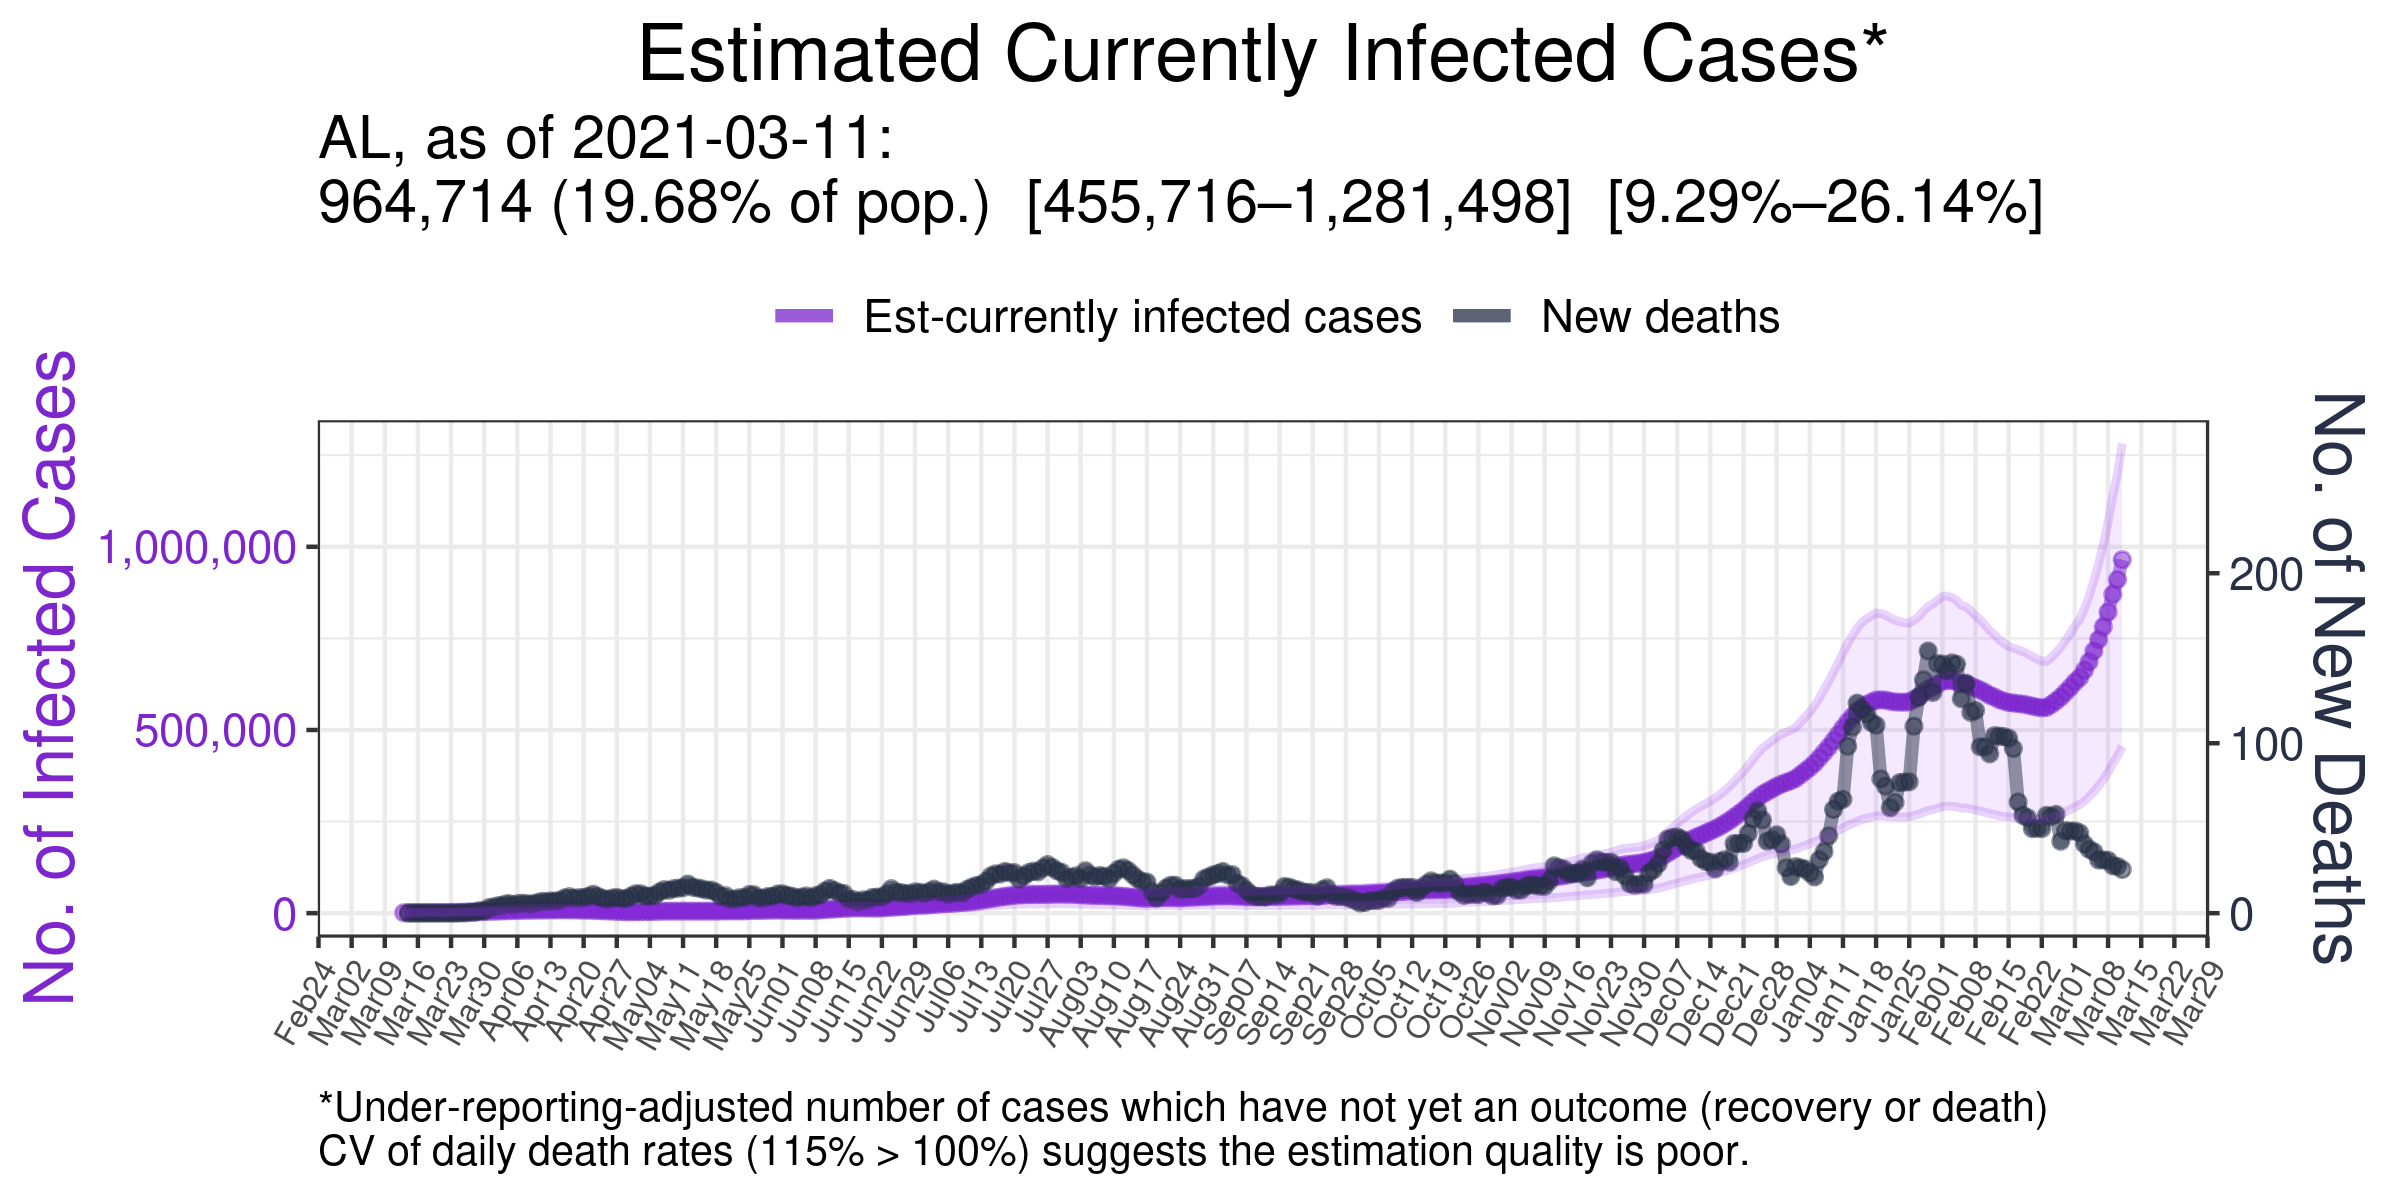 Estimated Currently Infected Cases*
AL, as of 2021-03-11:
964,714 (19.68% of pop.)  [455,716–1,281,498]  [9.29%–26.14%]
Est-currently infected cases
New deaths
No. of Infected Cases
1,000,000
500,000
0
No. of New Deaths
200
100
0
Feb24
Mar02
Mar09
Mar16
Mar23
Mar30
Apr06
Apr13
Apr20
Apr27
May04
May11
May18
May25
Jun01
Jun08
Jun15
Jun22
Jun29
Jul06
Jul13
Jul20
Jul27
Aug03
Aug10
Aug17
Aug24
Aug31
Sep07
Sep14
Sep21
Sep28
Oct05
Oct12
Oct19
Oct26
Nov02
Nov09
Nov16
Nov23
Nov30
Dec07
Dec14
Dec21
Dec28
Jan04
Jan11
Jan18
Jan25
Feb01
Feb08
Feb15
Feb22
Mar01
Mar08
Mar15
Mar22
Mar29
*Under-reporting-adjusted number of cases which have not yet an outcome (recovery or death)
CV of daily death rates (115% > 100%) suggests the estimation quality is poor.